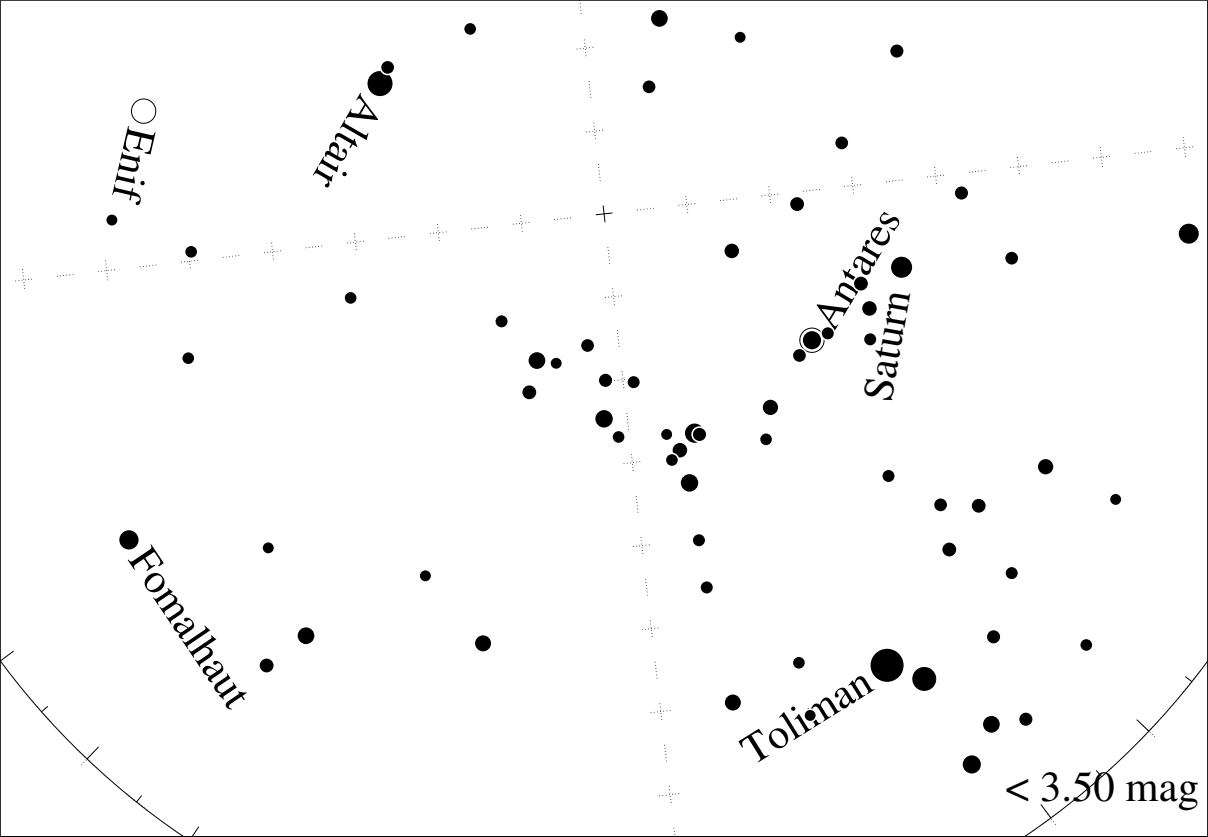 Enif
Altair
Antares
Saturn
Fomalhaut
Toliman
< 3.50 mag